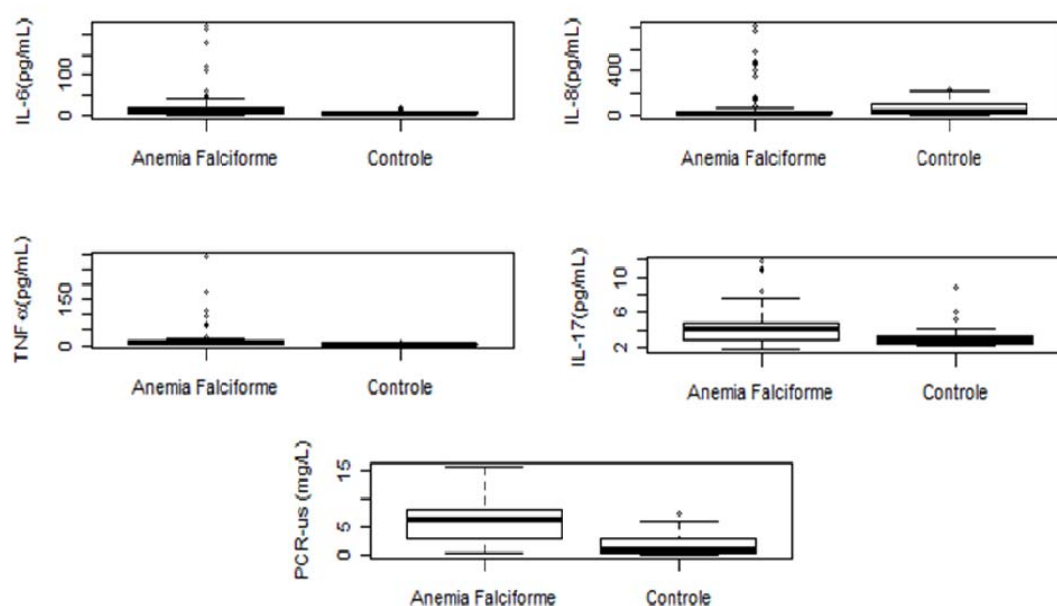 IL-6(pg/mL)
100
0
Anemia Falciforme Controle
IL-8(pg/mL)
400
0
Anemia Falciforme Controle
TNF α(pg/mL)
150
0
Anemia Falciforme Controle
IL-17(pg/mL)
10
6
2
Anemia Falciforme Controle
PCR-us (mg/L)
15
5
0
Anemia Falciforme Controle